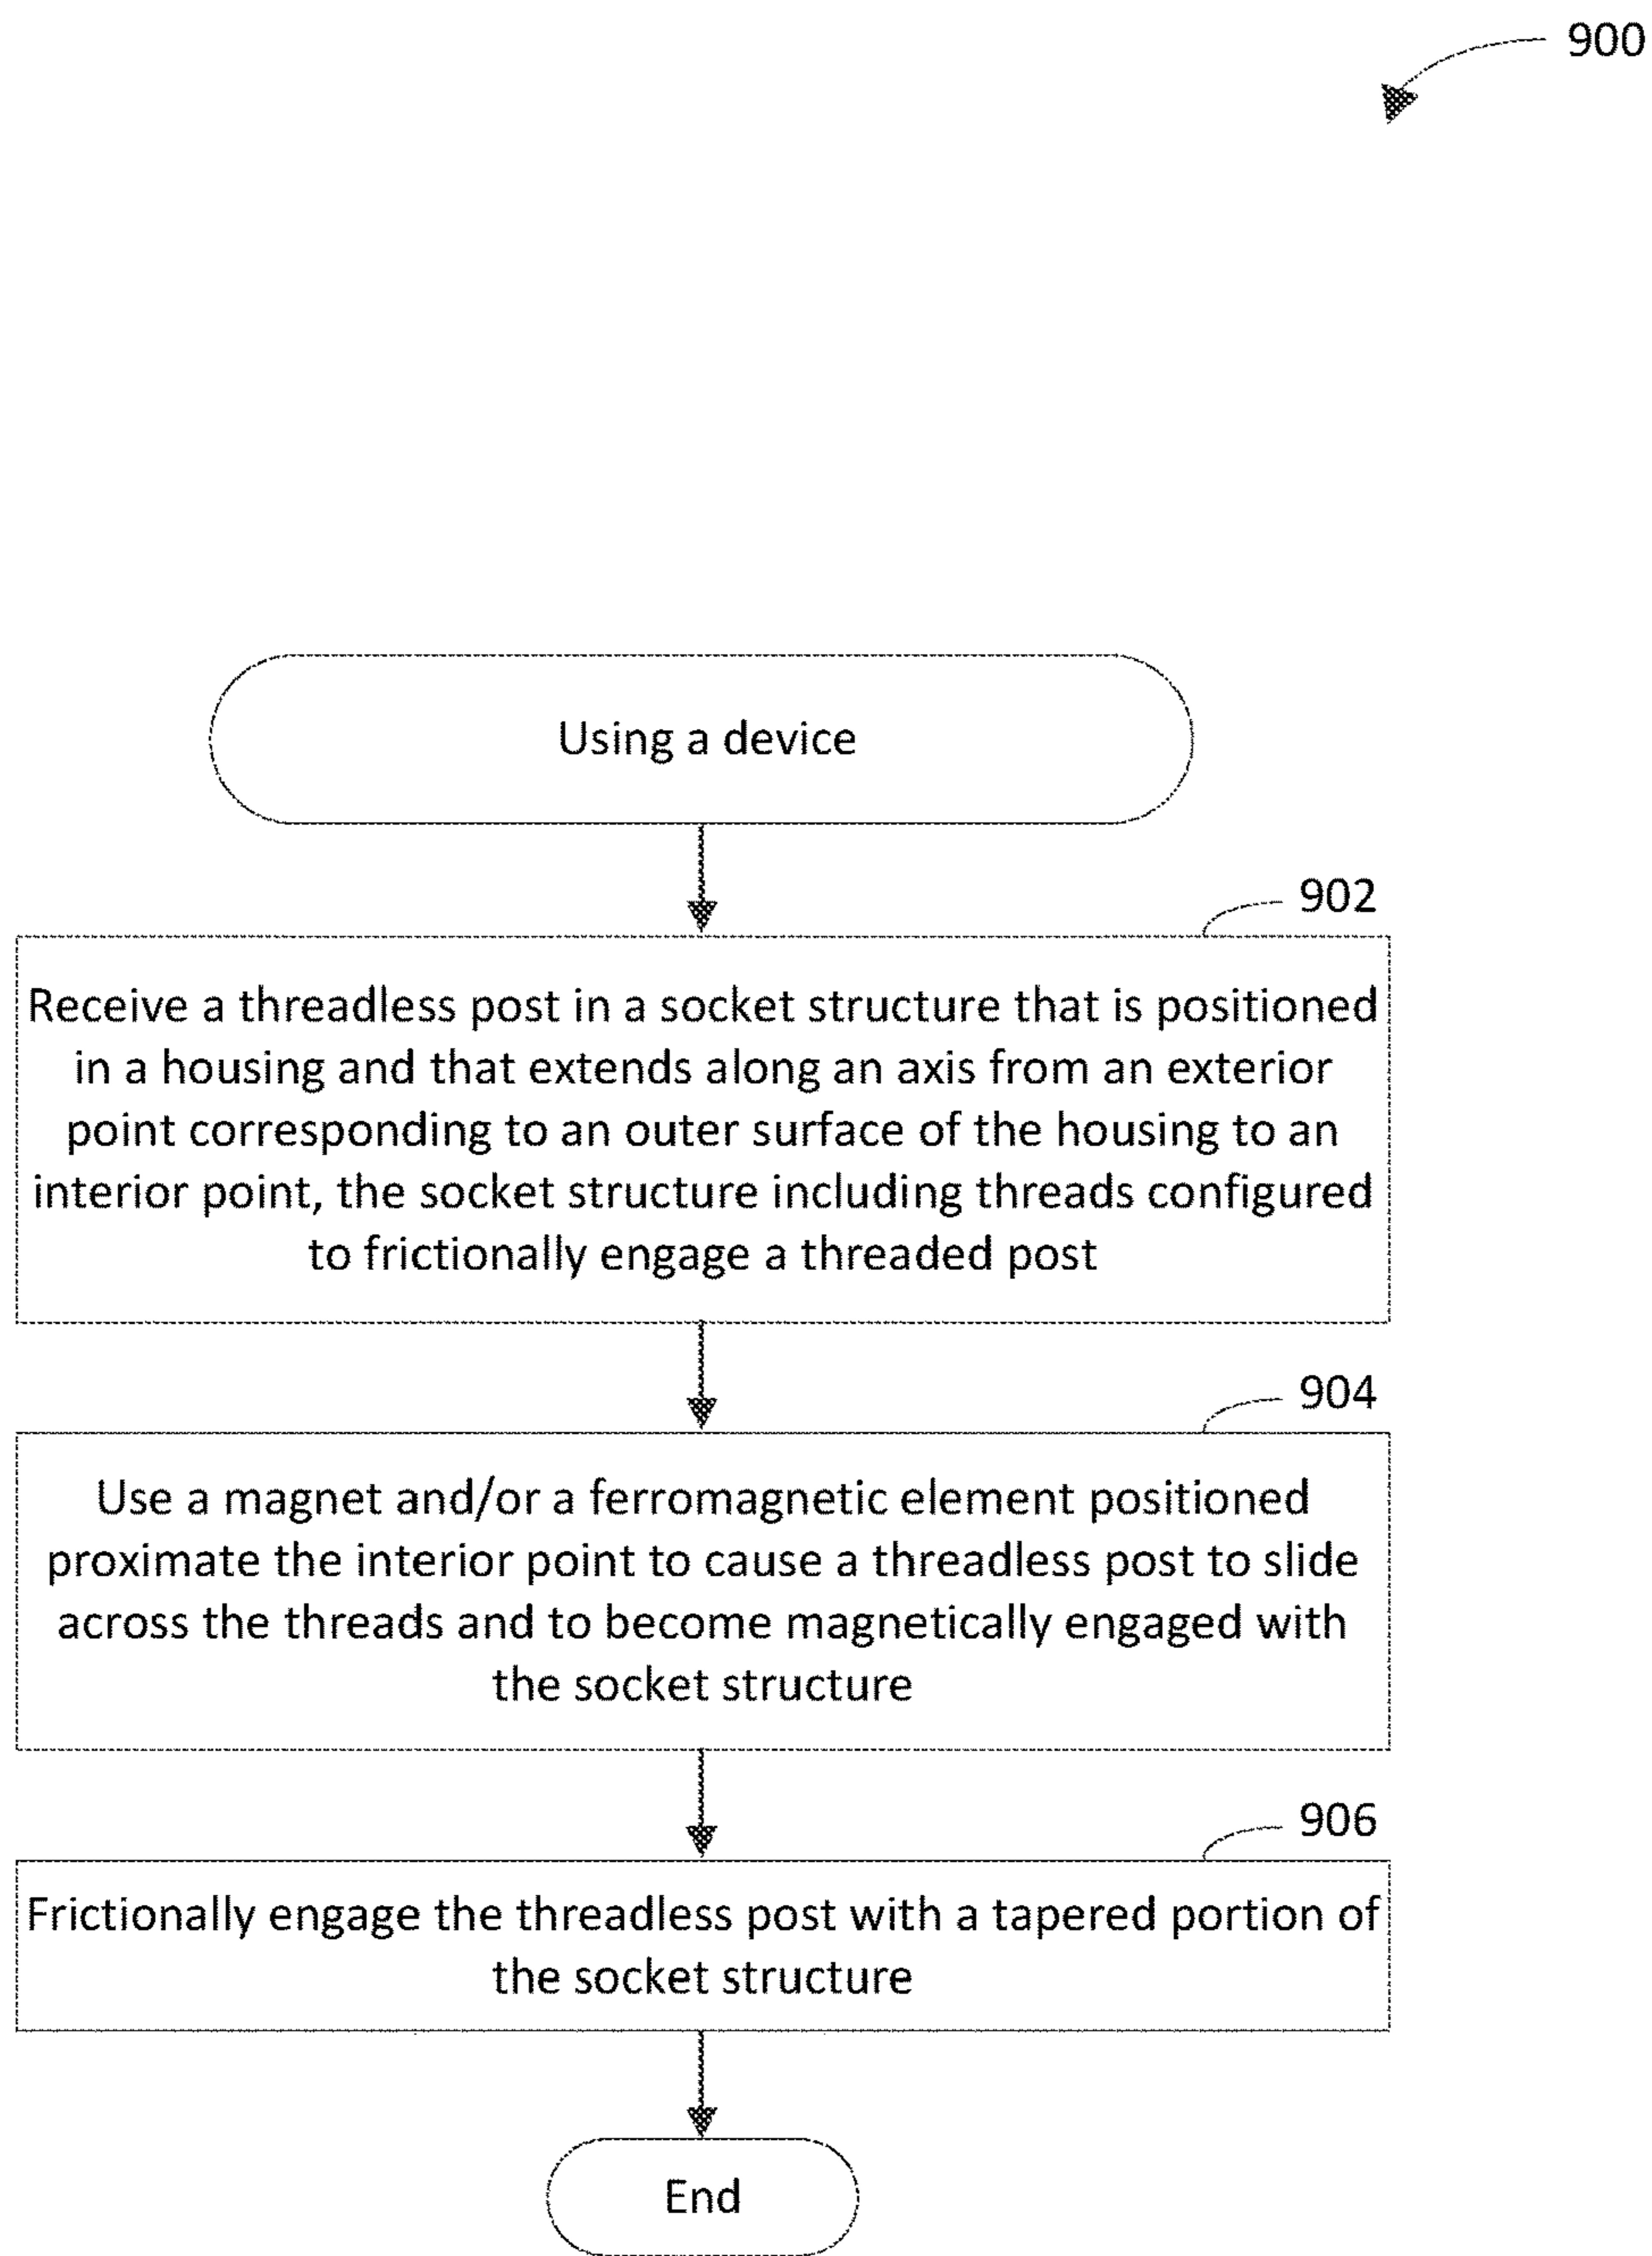 900
Using a device
902
Receive a threadless post in a socket structure that is positioned
in a housing and that extends along an axis from an exterior
point corresponding to an outer surface of the housing to an
interior point, the socket structure including threads configured
to frictionally engage a threaded post
904
Use a magnet and/or a ferromagnetic element positioned
proximate the interior point to cause a threadless post to slide
across the threads and to become magnetically engaged with
the socket structure
906
Frictionally engage the threadless post with a tapered portion of
the socket structure
End